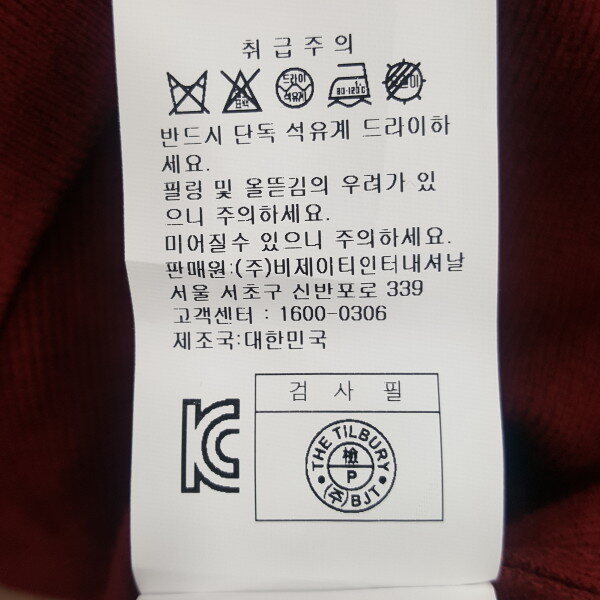 취급주의
표백
드라이
석유계
80-120℃
반드시 단독 석유계 드라이하
세요.
필링 및 올뜯김의 우려가 있
으니 주의하세요.
미어질수 있으니 주의하세요.
판매원:(주)비제이티인터내셔날
서울 서초구 신반포로 339
고객센터 : 1600-0306
제조국:대한민국
검 사 필
THE TILBURY
檢
P
(주)BJT